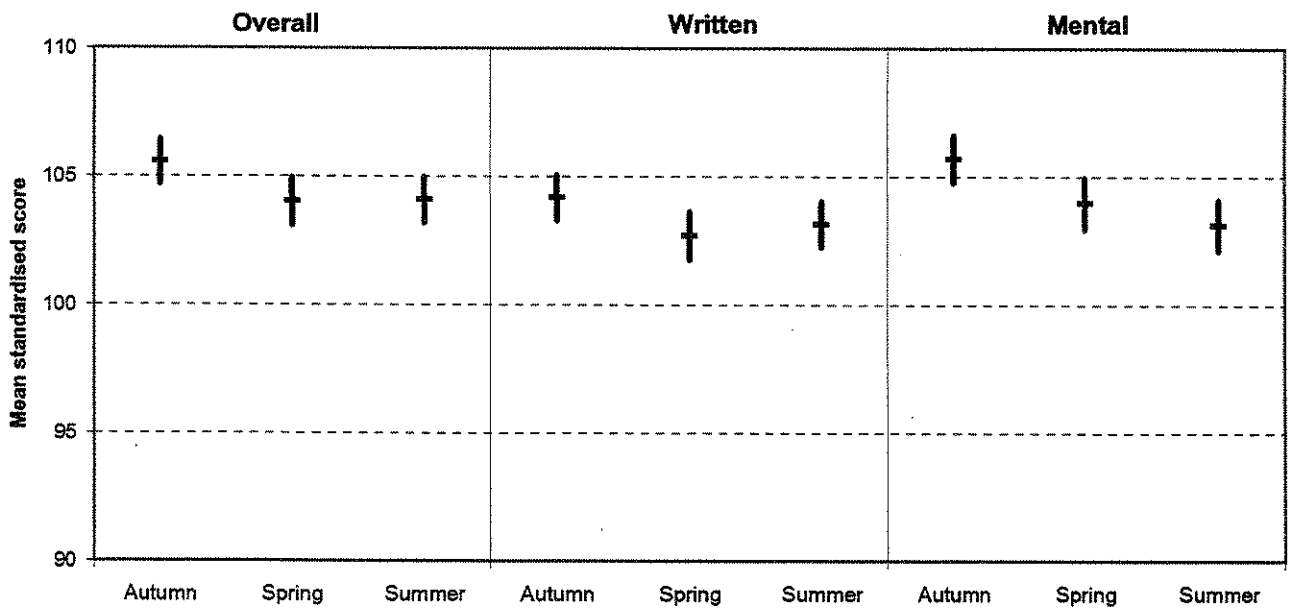 Overall Written Mental
110
105
100
95
90
Mean standardised score
Autumn Spring Summer Autumn Spring Summer Autumn Spring Summer